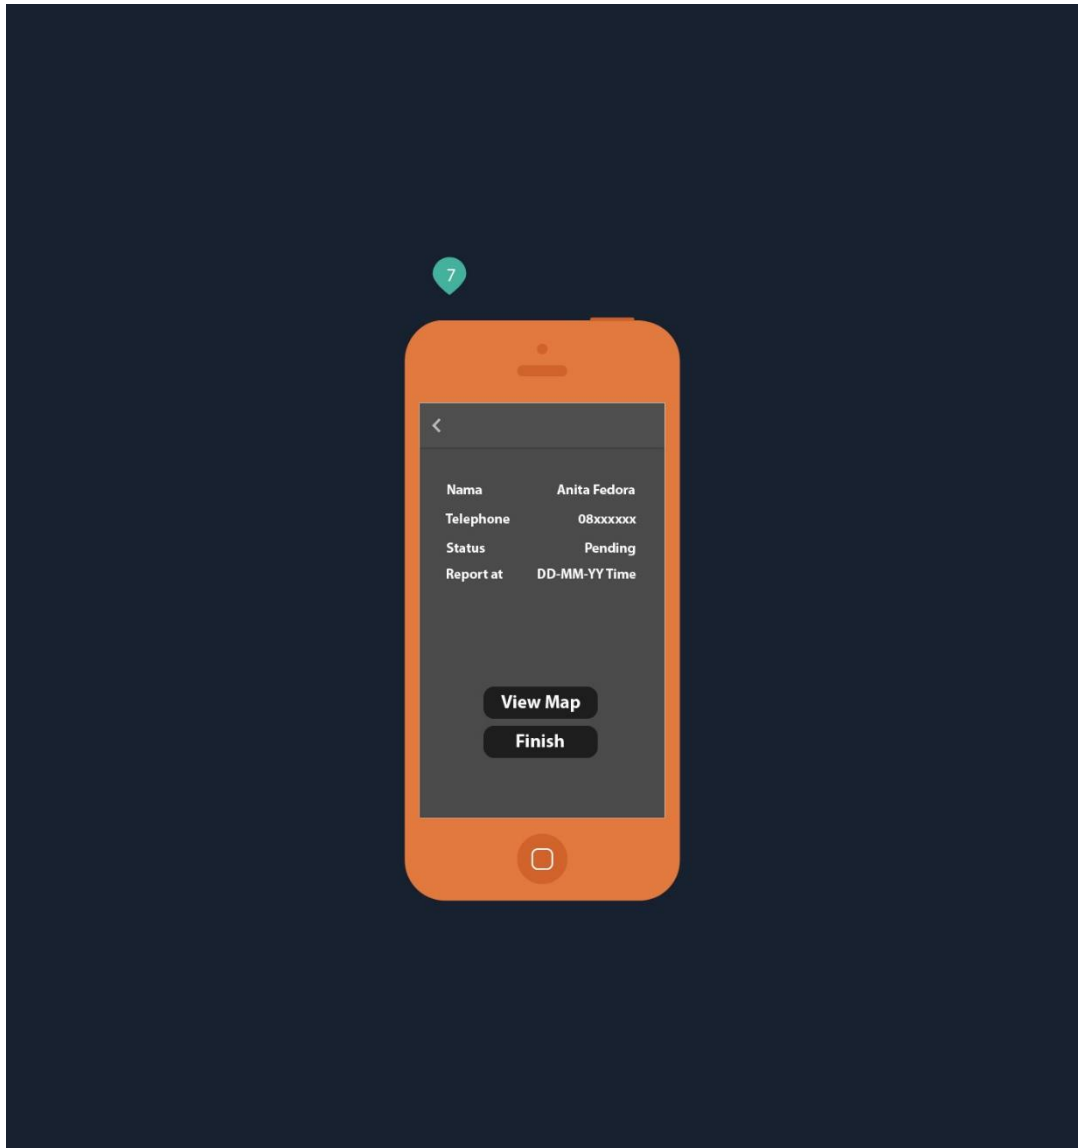 7
Nama Anita Fedora
Telephone 08xxxxxx
Status Pending
Report at DD-MM-YY Time
View Map
Finish